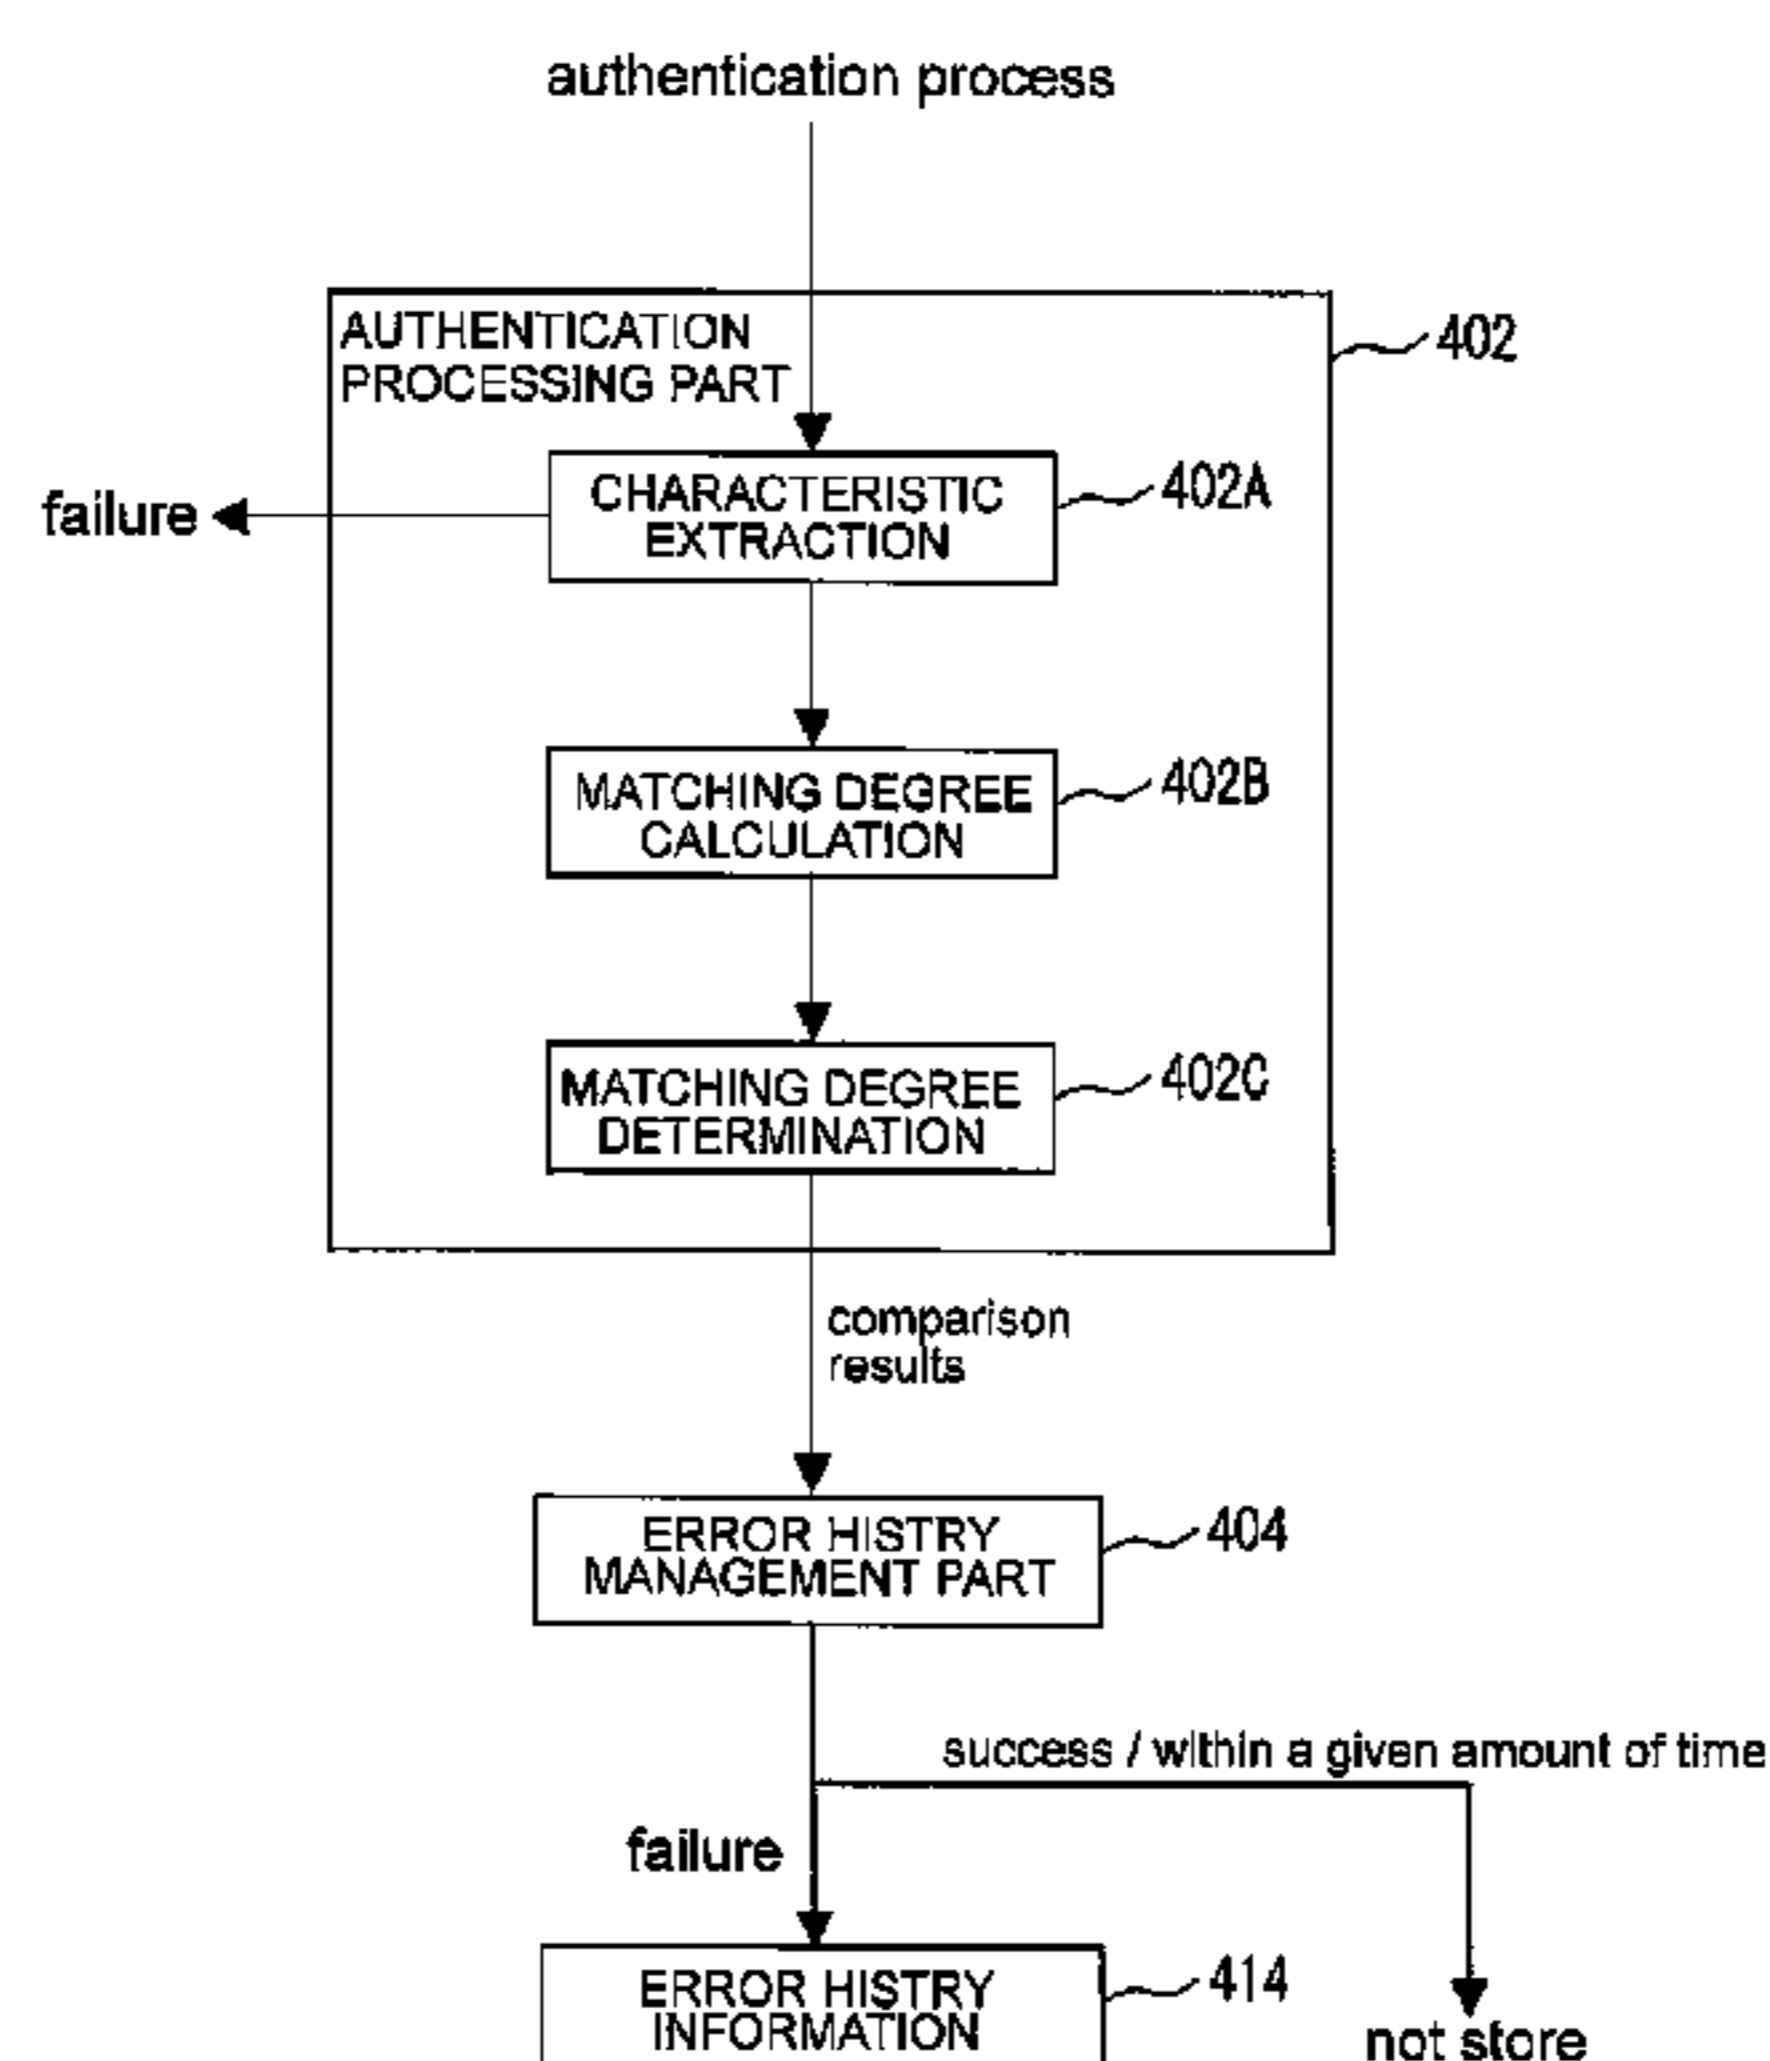 authentication process
AUTHENTICATION
PROCESSING PART
402
CHARACTERISTIC
EXTRACTION
402A
failure
MATCHING DEGREE
CALCULATION
402B
MATCHING DEGREE
DETERMINATION
402C
comparison
results
ERROR HISTRY
MANAGEMENT PART
404
success / within a given amount of time
failure
ERROR HISTRY
INFORMATION
414
not store